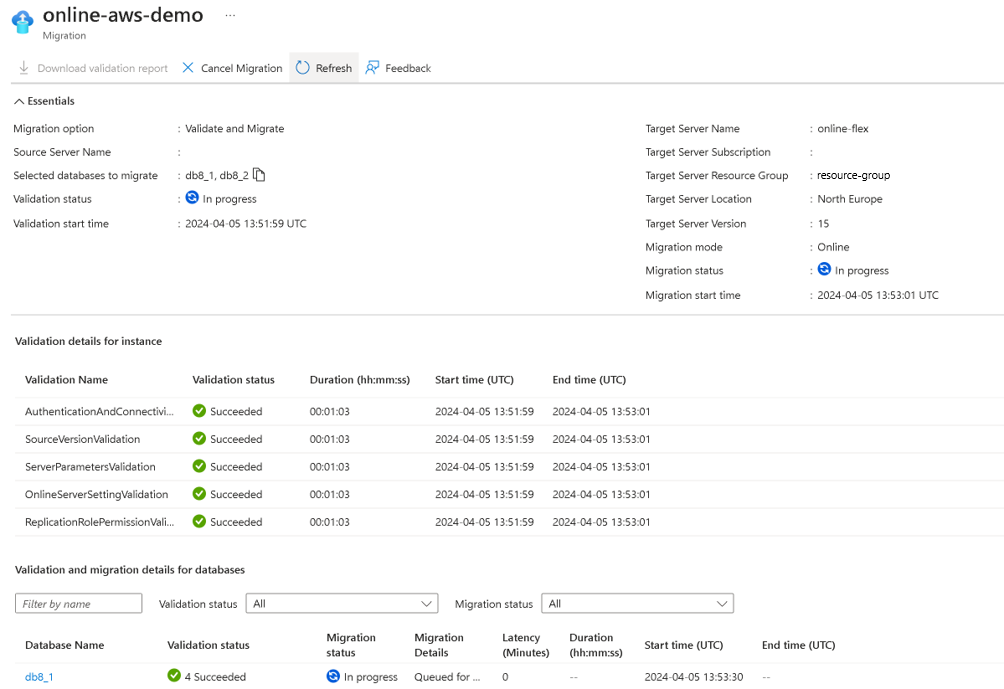 online-aws-demo ...
Migration
Download validation report Cancel Migration Refresh Feedback
Essentials
Migration option : Validate and Migrate Target Server Name : online-flex
Source Server Name : Target Server Subscription :
Selected databases to migrate : db8_1, db8_2 Target Server Resource Group : resource-group
Validation status : In progress Target Server Location : North Europe
Validation start time : 2024-04-05 13:51:59 UTC Target Server Version : 15
Migration mode : Online
Migration status : In progress
Migration start time : 2024-04-05 13:53:01 UTC
Validation details for instance
Validation Name Validation status Duration (hh:mm:ss) Start time (UTC) End time (UTC)
AuthenticationAndConnectivi... Succeeded 00:01:03 2024-04-05 13:51:59 2024-04-05 13:53:01
SourceVersionValidation Succeeded 00:01:03 2024-04-05 13:51:59 2024-04-05 13:53:01
ServerParametersValidation Succeeded 00:01:03 2024-04-05 13:51:59 2024-04-05 13:53:01
OnlineServerSettingValidation Succeeded 00:01:03 2024-04-05 13:51:59 2024-04-05 13:53:01
ReplicationRolePermissionVali... Succeeded 00:01:03 2024-04-05 13:51:59 2024-04-05 13:53:01
Validation and migration details for databases
Filter by name Validation status All Migration status All
Database Name Validation status Migration status Migration Details Latency (Minutes) Duration (hh:mm:ss) Start time (UTC) End time (UTC)
db8_1 4 Succeeded In progress Queued for ... 0 -- 2024-04-05 13:53:30 --